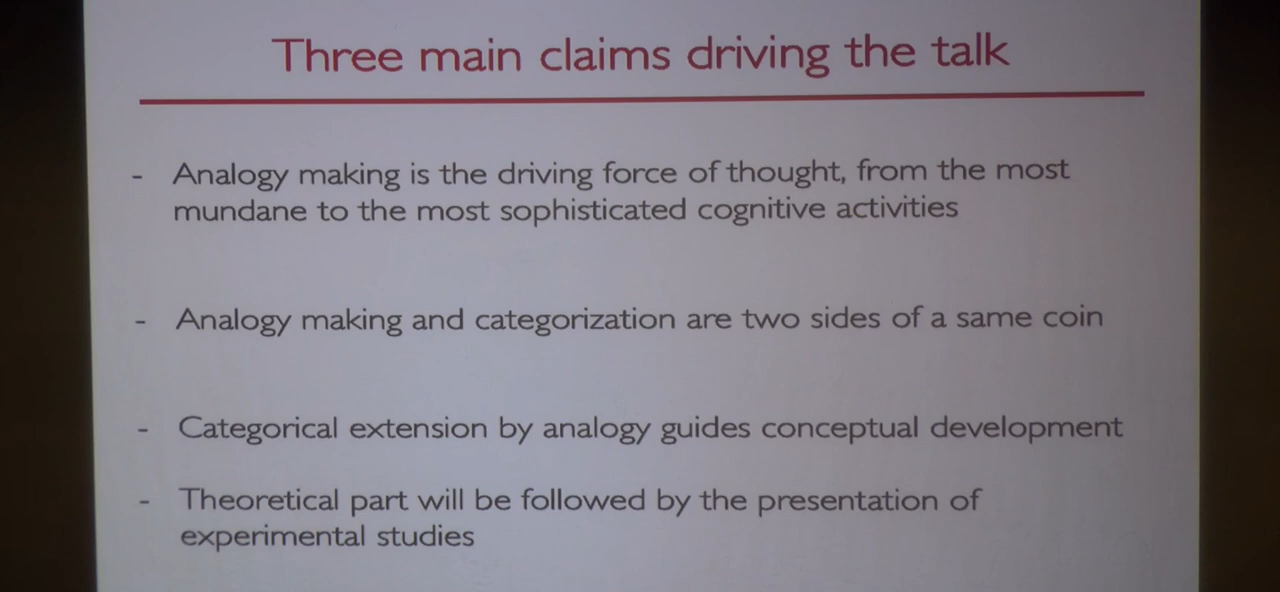 Three main claims driving the talk
- Analogy making is the driving force of thought, from the most
mundane to the most sophisticated cognitive activities
- Analogy making and categorization are two sides of a same coin
- Categorical extension by analogy guides conceptual development
- Theoretical part will be followed by the presentation of
experimental studies